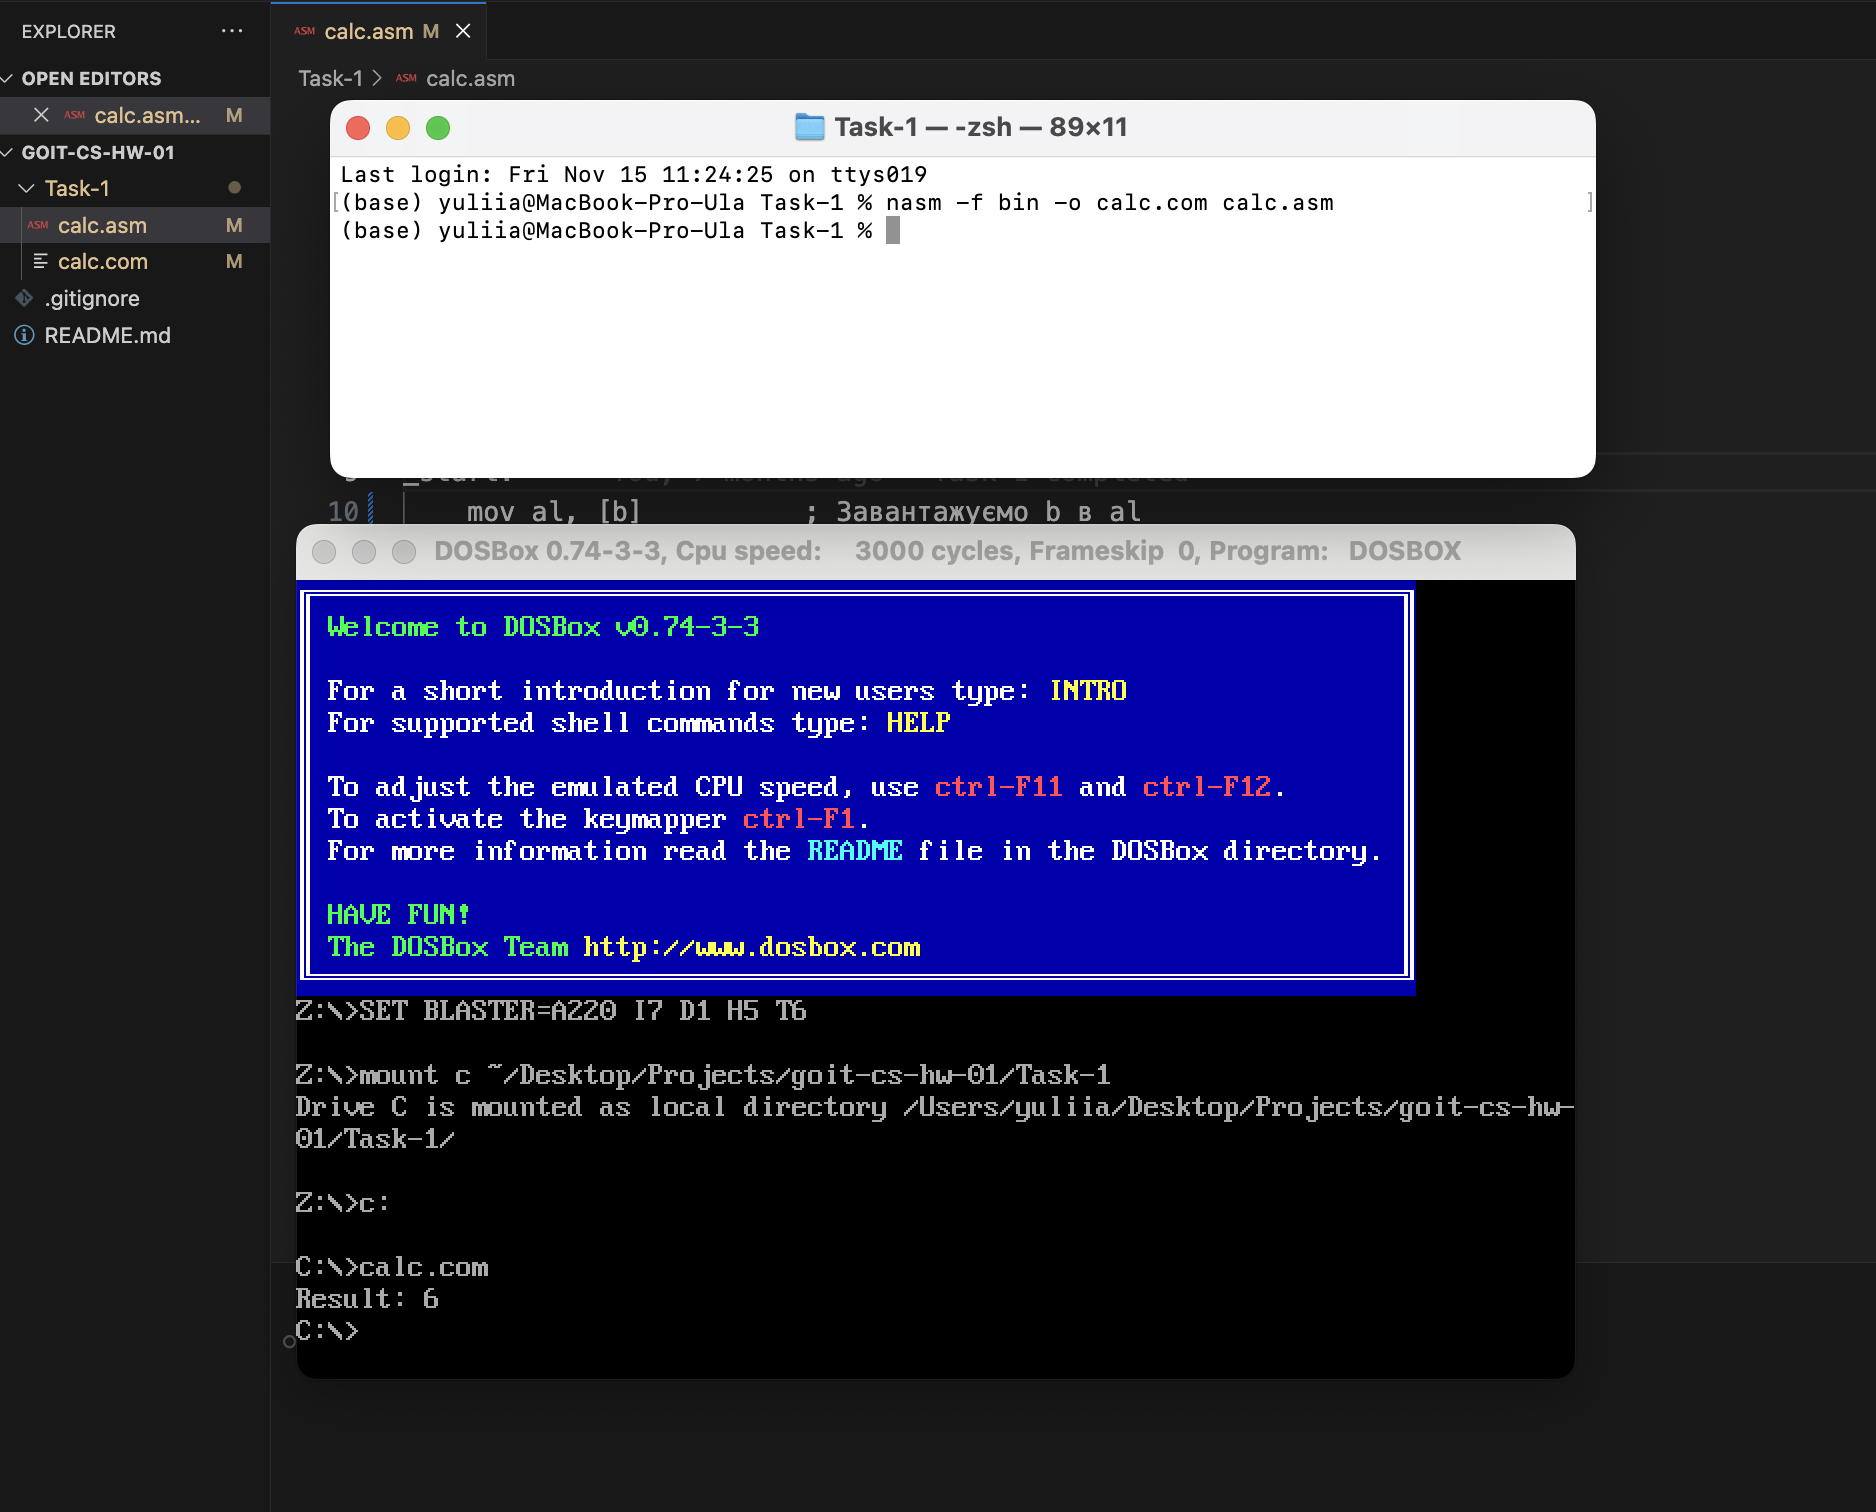 EXPLORER
OPEN EDITORS
calc.asm... M
GOIT-CS-HW-01
Task-1
calc.asm M
calc.com M
.gitignore
README.md
calc.asm M
Task-1 > calc.asm
Task-1 — -zsh — 89×11
Last login: Fri Nov 15 11:24:25 on ttys019
[(base) yuliia@MacBook-Pro-Ula Task-1 % nasm -f bin -o calc.com calc.asm ]
(base) yuliia@MacBook-Pro-Ula Task-1 %
10 mov al, [b] ; Завантажуємо b в al
DOSBox 0.74-3-3, Cpu speed: 3000 cycles, Frameskip 0, Program: DOSBOX
Welcome to DOSBox v0.74-3-3
For a short introduction for new users type: INTRO
For supported shell commands type: HELP
To adjust the emulated CPU speed, use ctrl-F11 and ctrl-F12.
To activate the keymapper ctrl-F1.
For more information read the README file in the DOSBox directory.
HAVE FUN!
The DOSBox Team http://www.dosbox.com
Z:\>SET BLASTER=A220 I7 D1 H5 T6
Z:\>mount c ~/Desktop/Projects/goit-cs-hw-01/Task-1
Drive C is mounted as local directory /Users/yuliia/Desktop/Projects/goit-cs-hw-
01/Task-1/
Z:\>c:
C:\>calc.com
Result: 6
C:\>